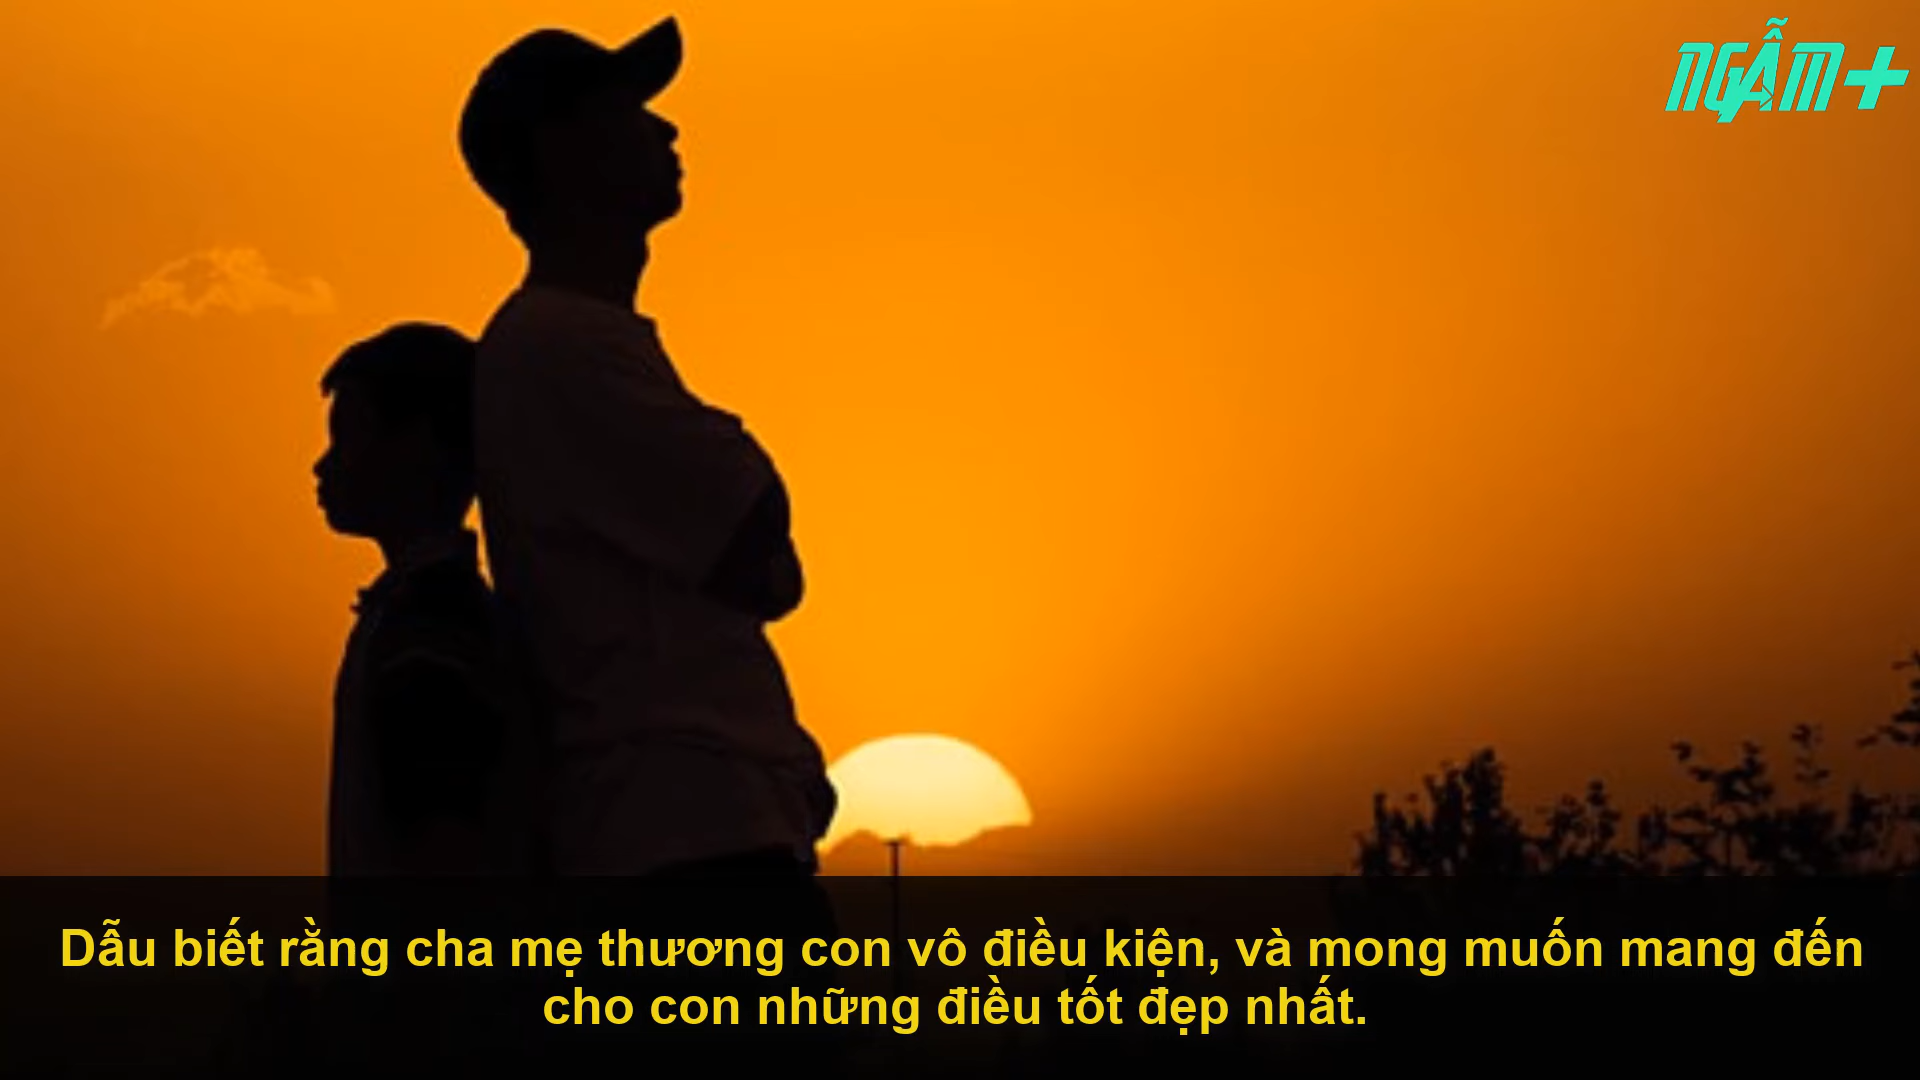 NGẪM+
Dẫu biết rằng cha mẹ thương con vô điều kiện, và mong muốn mang đến
cho con những điều tốt đẹp nhất.